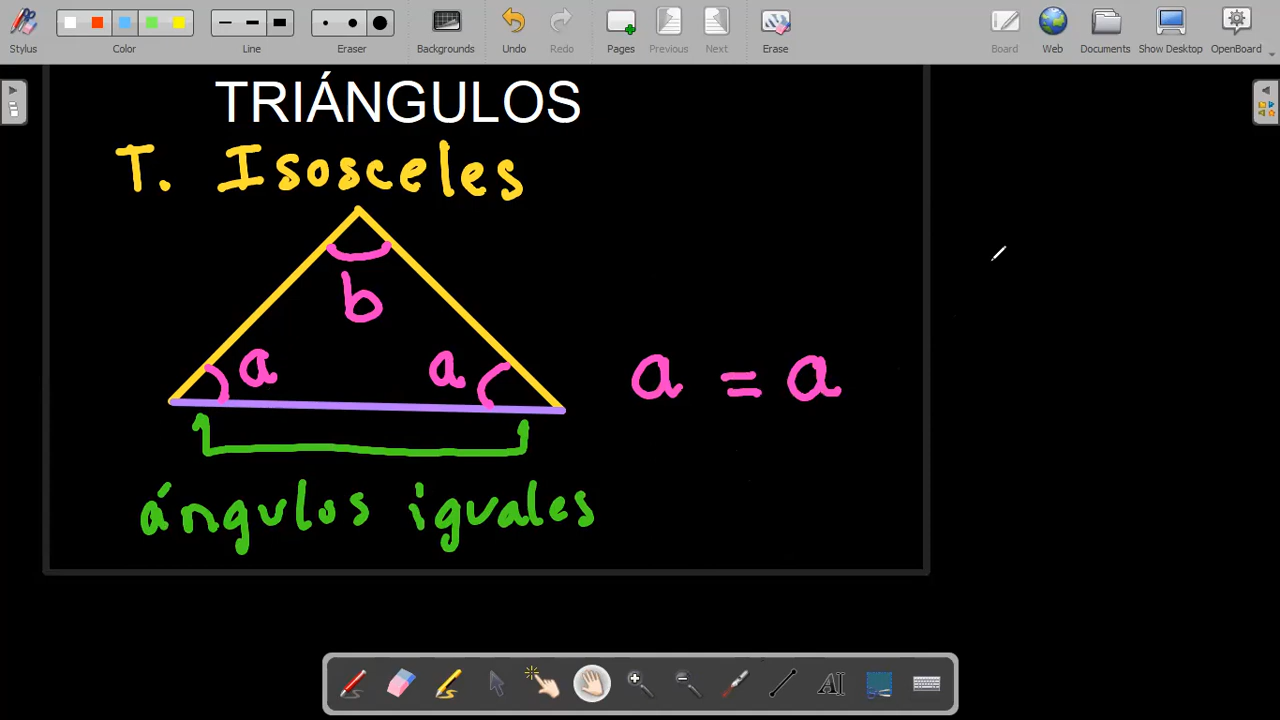 Stylus Color Line Eraser Backgrounds Undo Redo Pages Previous Next Erase Board Web Documents Show Desktop OpenBoard
TRIÁNGULOS
T. Isosceles
b
a a a = a
ángulos iguales
AI